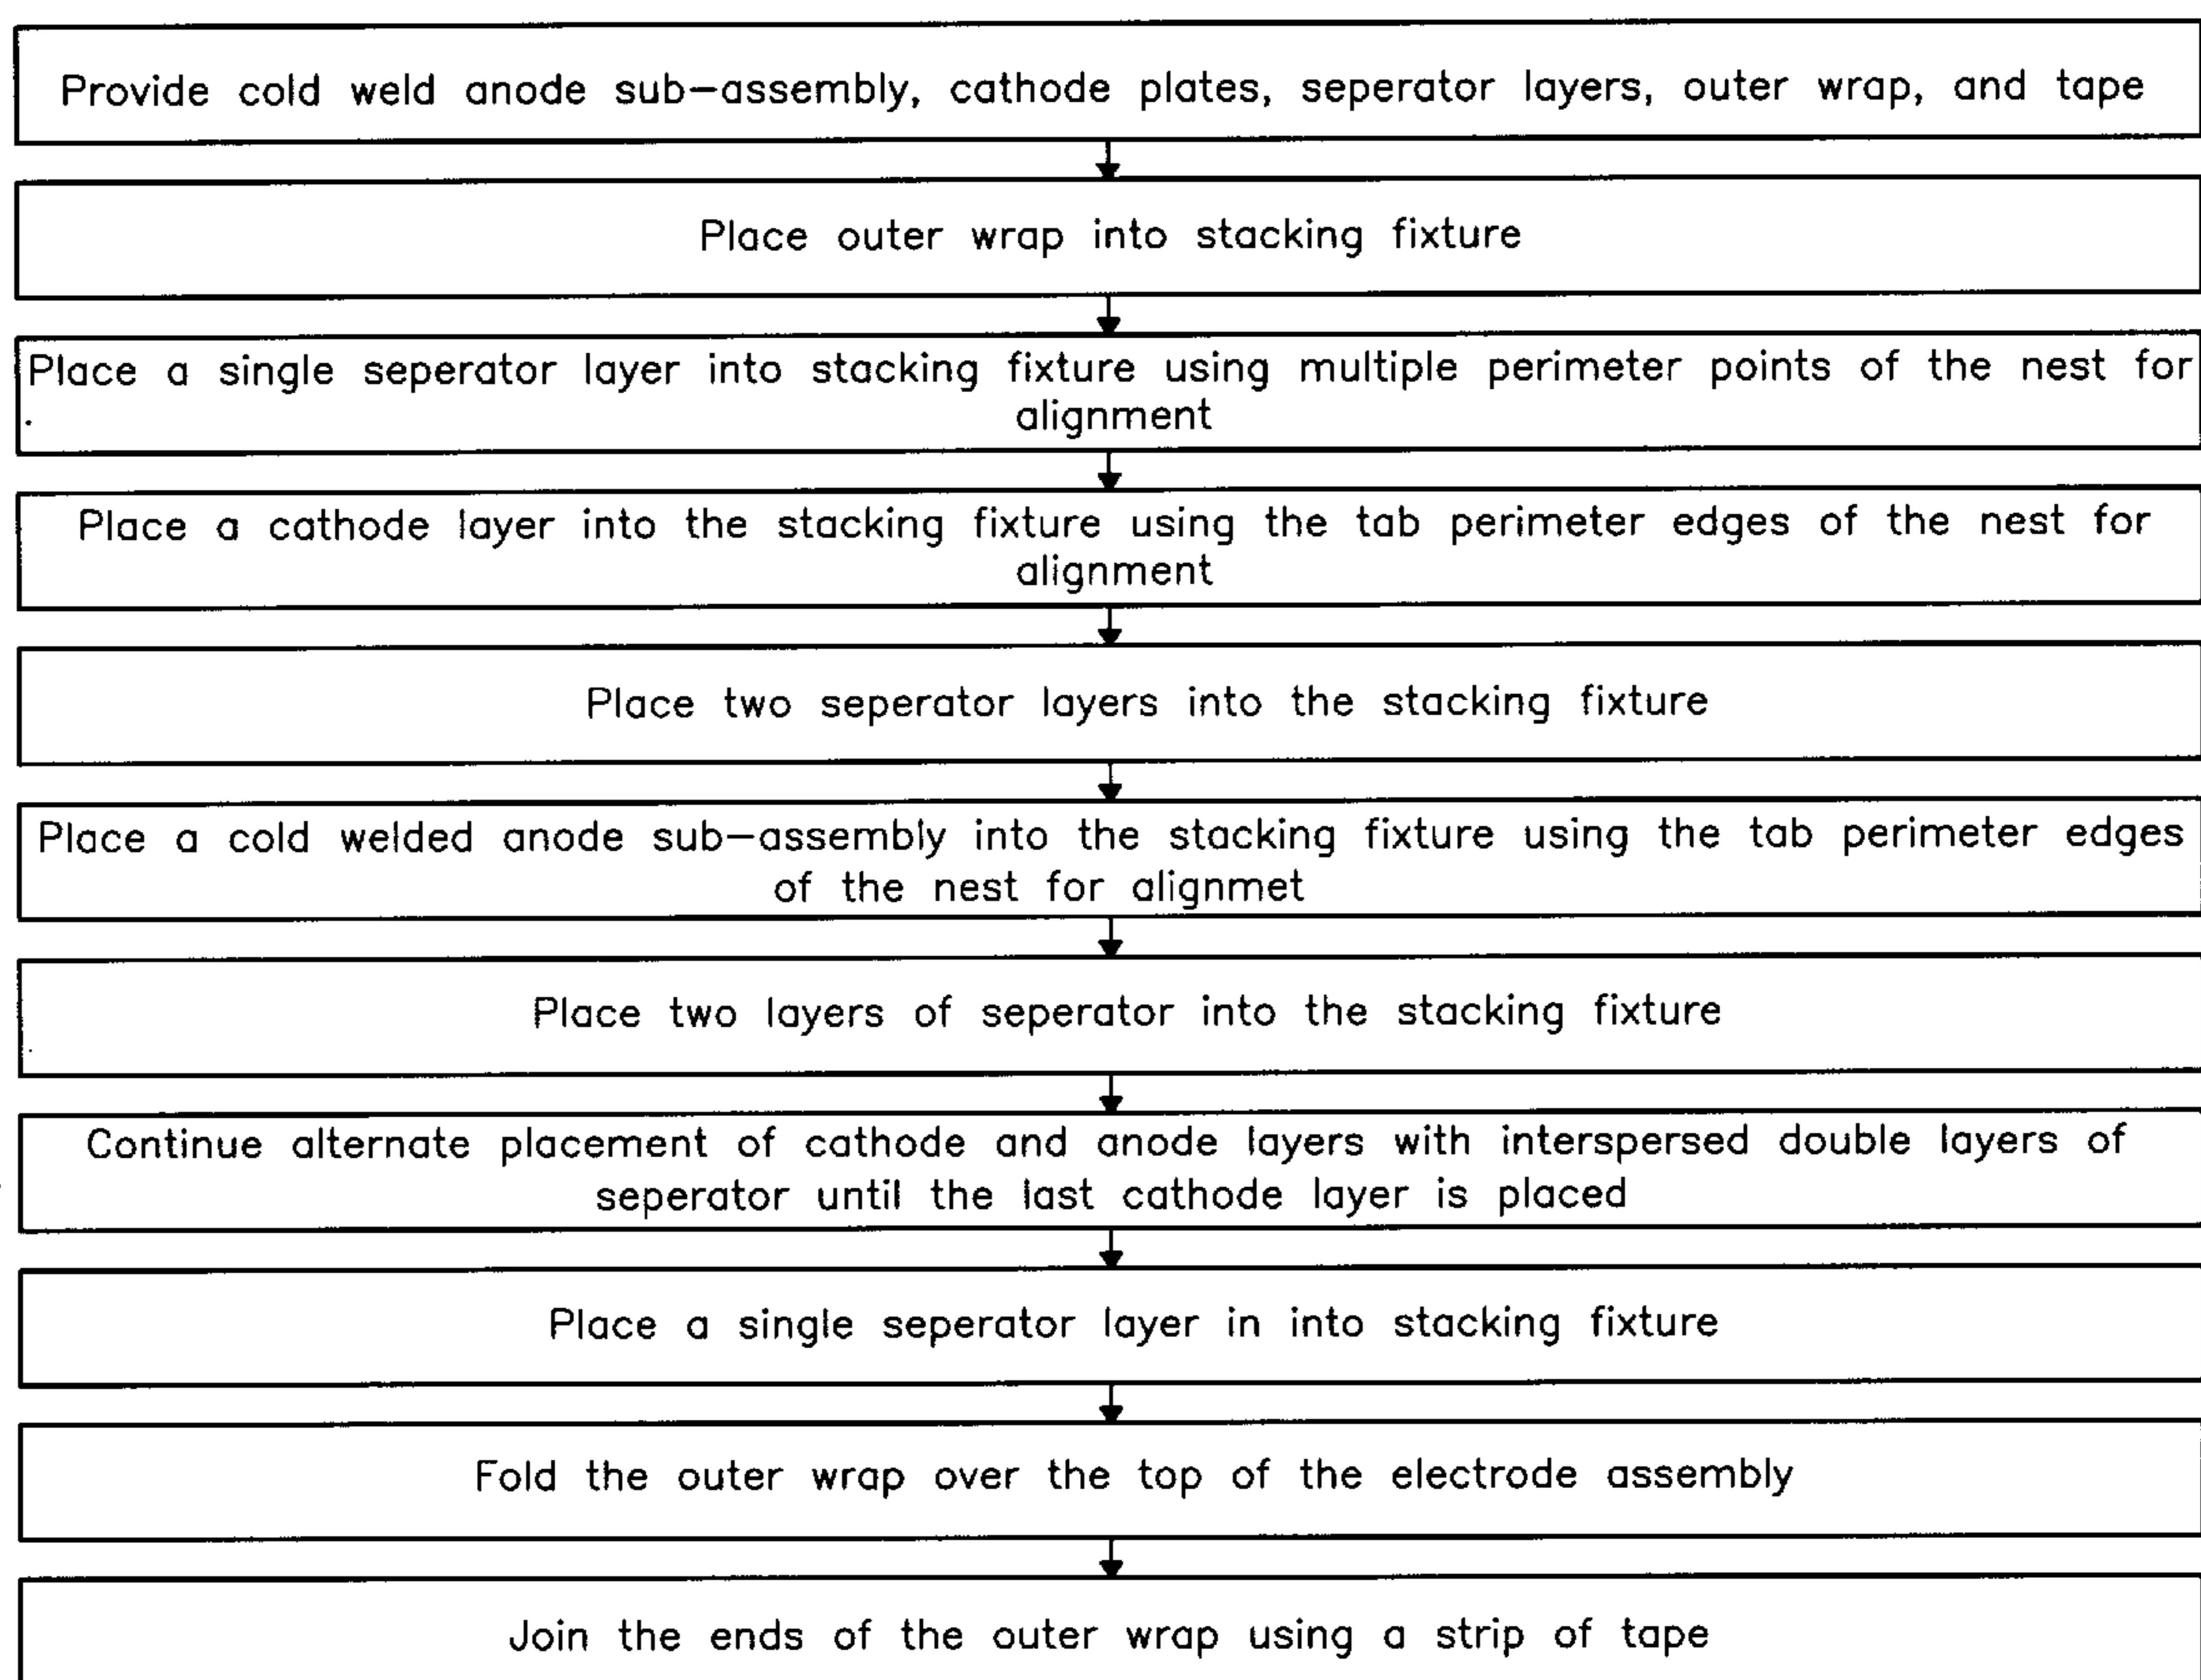 Provide cold weld anode sub-assembly, cathode plates, seperator layers, outer wrap, and tape
Place outer wrap into stacking fixture
Place a single seperator layer into stacking fixture using multiple perimeter points of the nest for
alignment
Place a cathode layer into the stacking fixture using the tab perimeter edges of the nest for
alignment
Place two seperator layers into the stacking fixture
Place a cold welded anode sub-assembly into the stacking fixture using the tab perimeter edges
of the nest for alignmet
Place two layers of seperator into the stacking fixture
Continue alternate placement of cathode and anode layers with interspersed double layers of
seperator until the last cathode layer is placed
Place a single seperator layer in into stacking fixture
Fold the outer wrap over the top of the electrode assembly
Join the ends of the outer wrap using a strip of tape